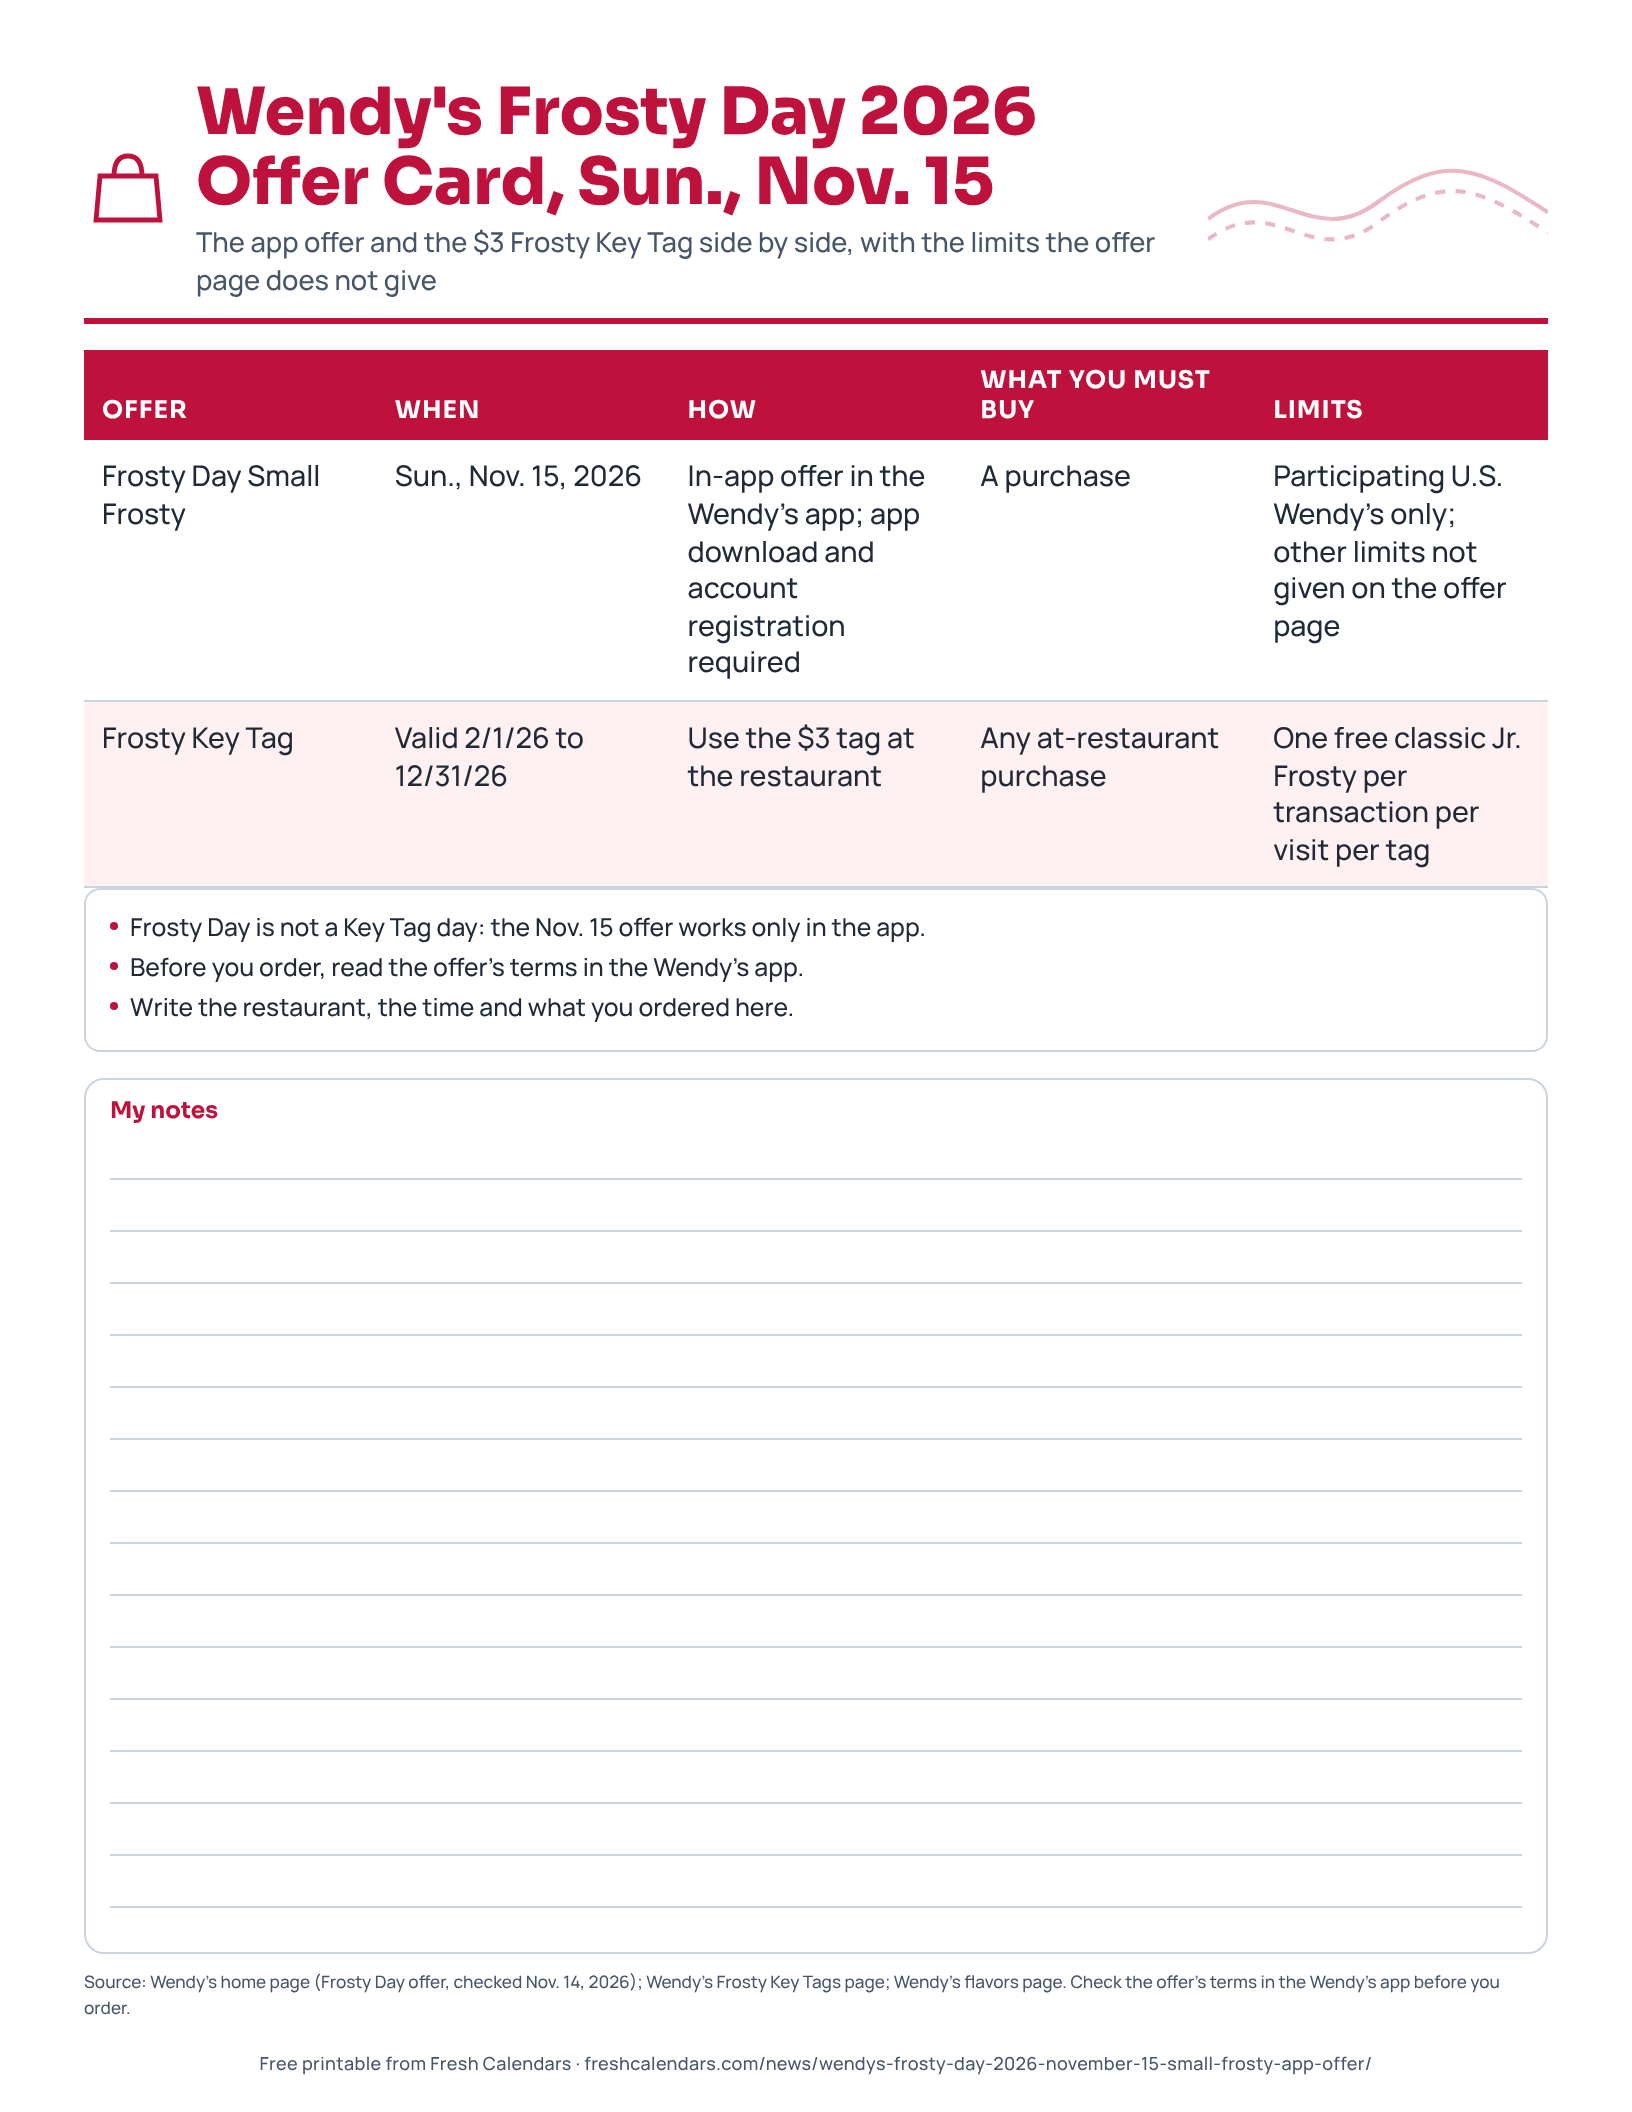 Wendy's Frosty Day 2026
Offer Card, Sun., Nov. 15
The app offer and the $3 Frosty Key Tag side by side, with the limits the offer
page does not give
OFFER WHEN HOW WHAT YOU MUST BUY LIMITS
Frosty Day Small
Frosty
Sun., Nov. 15, 2026
In-app offer in the
Wendy’s app; app
download and
account
registration
required
A purchase
Participating U.S.
Wendy’s only;
other limits not
given on the offer
page
Frosty Key Tag
Valid 2/1/26 to
12/31/26
Use the $3 tag at
the restaurant
Any at-restaurant
purchase
One free classic Jr.
Frosty per
transaction per
visit per tag
• Frosty Day is not a Key Tag day: the Nov. 15 offer works only in the app.
• Before you order, read the offer’s terms in the Wendy’s app.
• Write the restaurant, the time and what you ordered here.
My notes
Source: Wendy’s home page (Frosty Day offer, checked Nov. 14, 2026); Wendy’s Frosty Key Tags page; Wendy’s flavors page. Check the offer’s terms in the Wendy’s app before you
order.
Free printable from Fresh Calendars · freshcalendars.com/news/wendys-frosty-day-2026-november-15-small-frosty-app-offer/